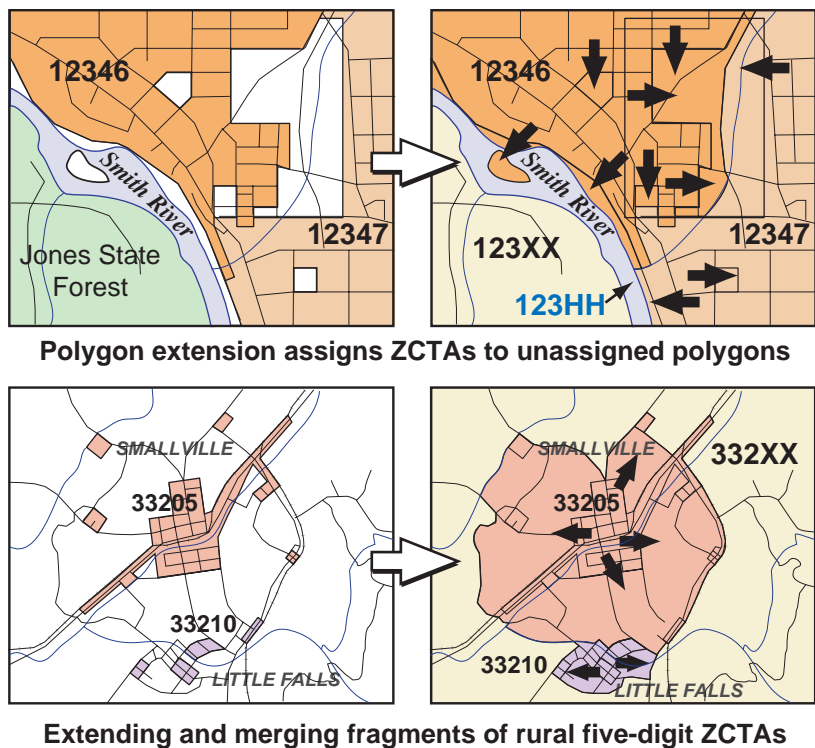 12346
Smith River
Jones State
Forest
12347
12346
Smith River
123XX
12347
123HH
Polygon extension assigns ZCTAs to unassigned polygons
SMALLVILLE
33205
33210
LITTLE FALLS
SMALLVILLE
332XX
33205
33210
LITTLE FALLS
Extending and merging fragments of rural five-digit ZCTAs